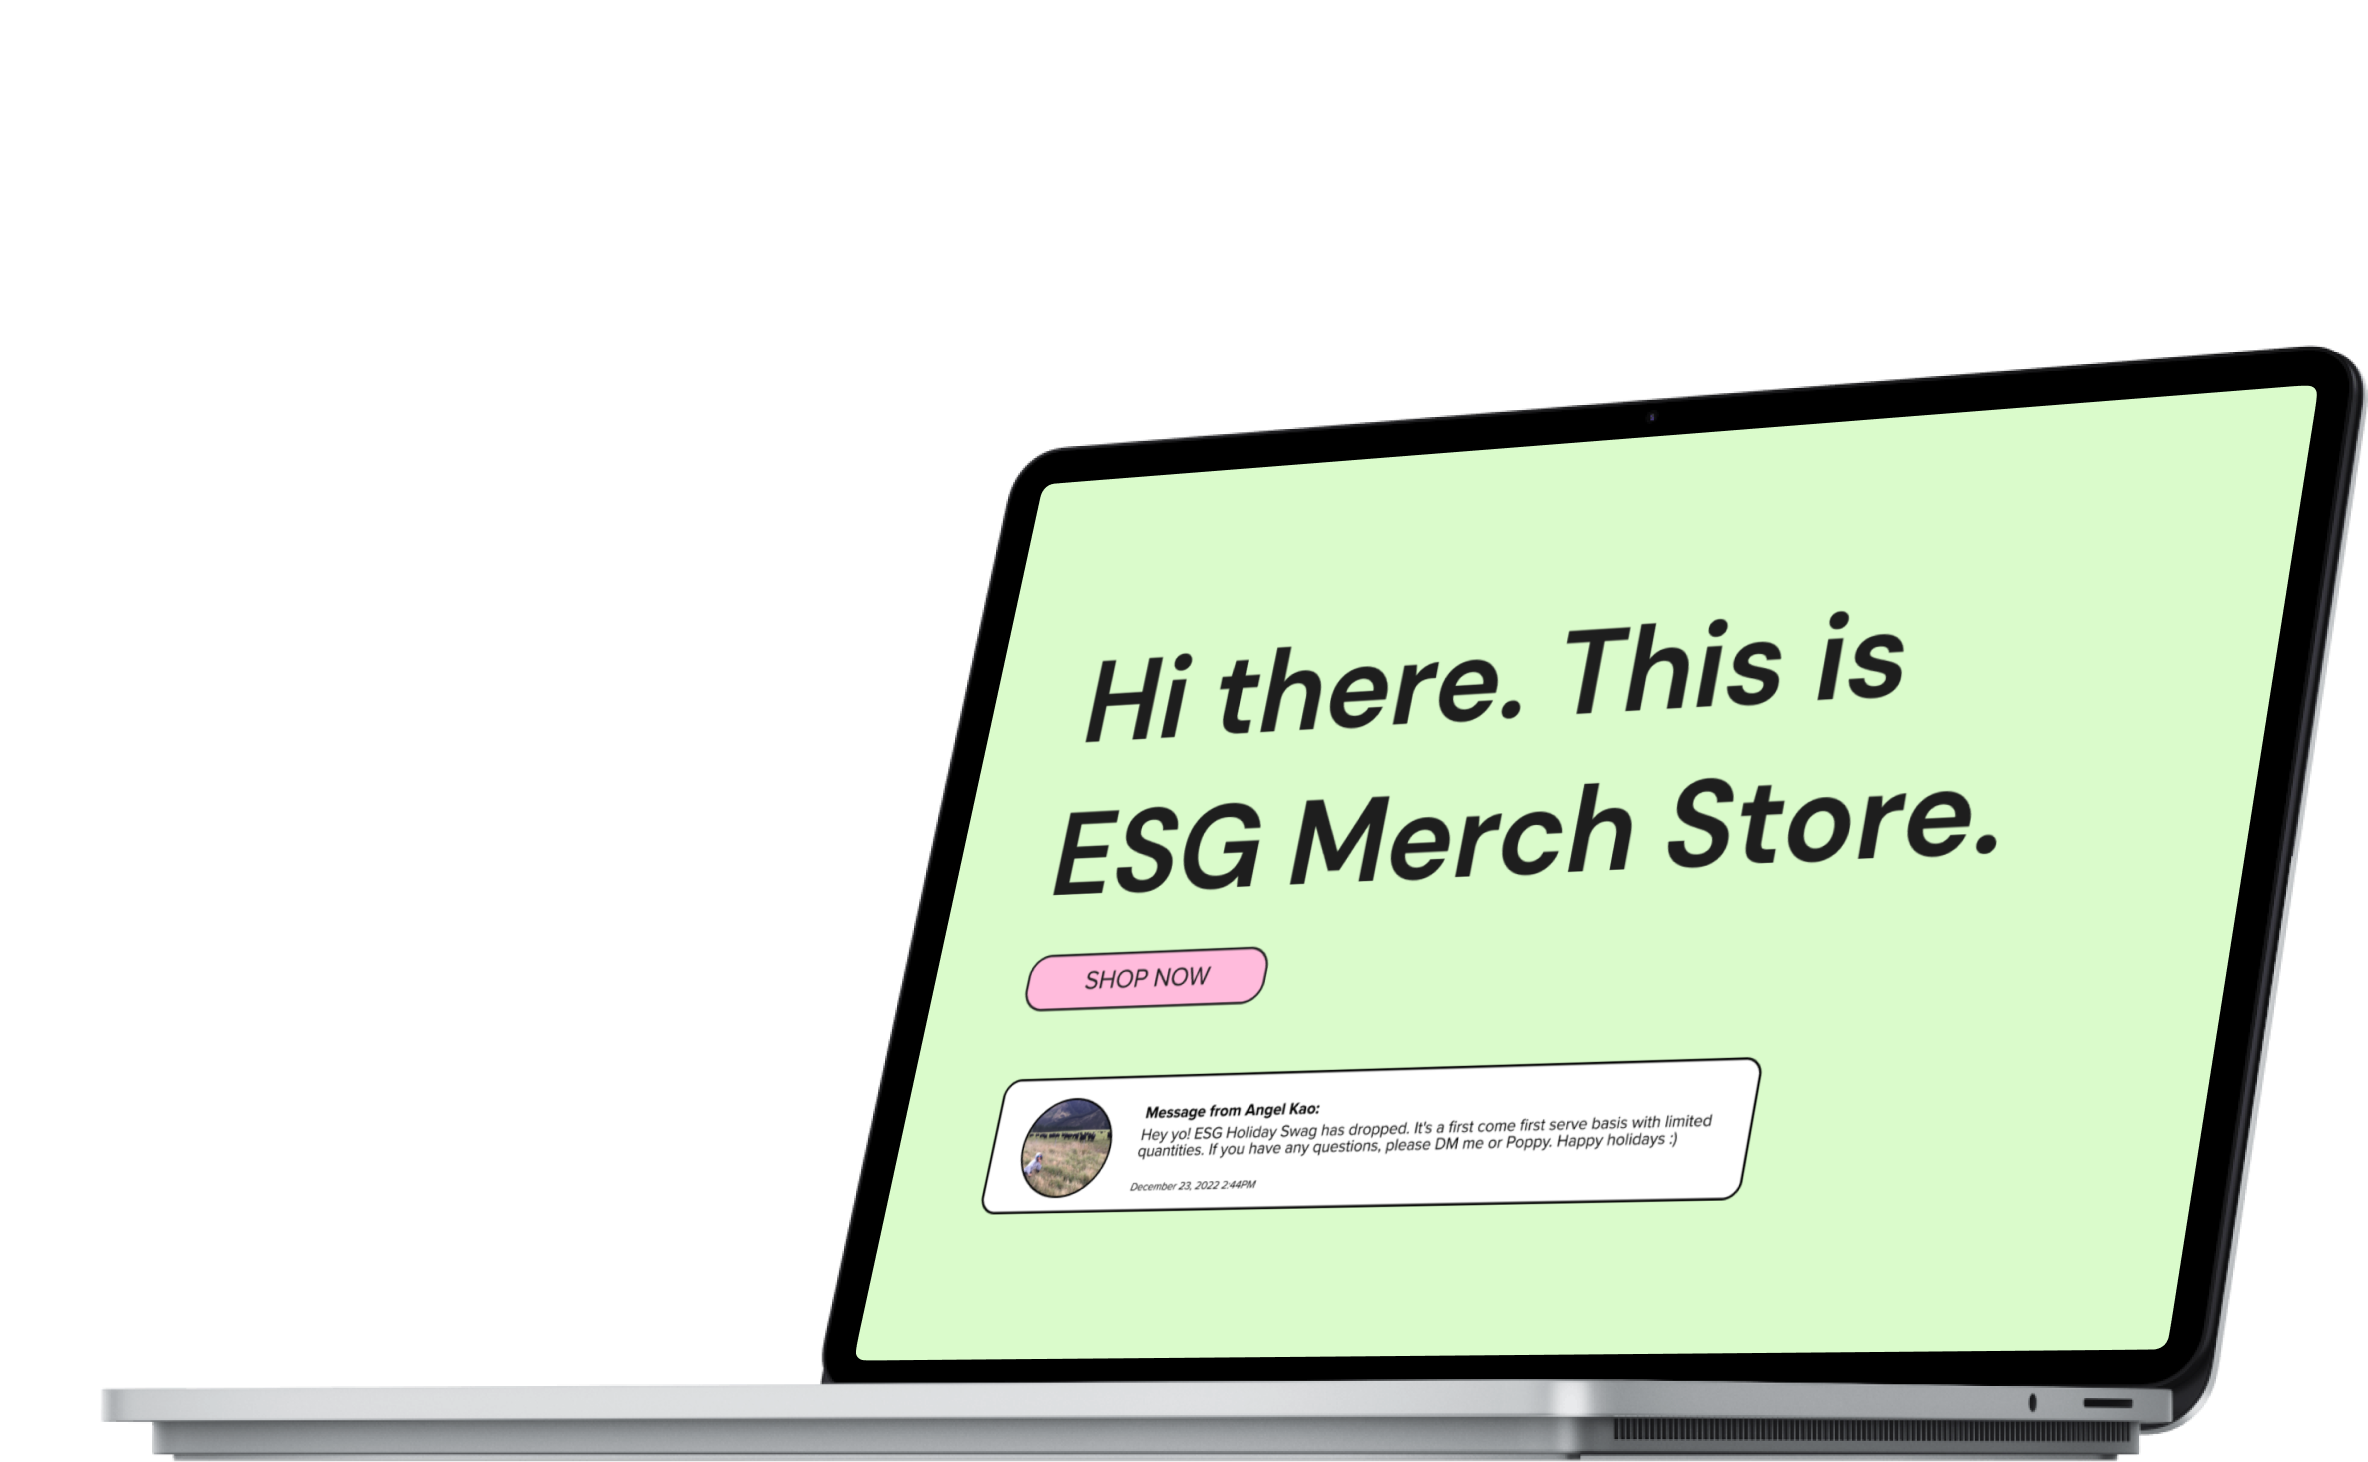 Hi there. This is
ESG Merch Store.
SHOP NOW
Message from Angel Kao:
Hey yo! ESG Holiday Swag has dropped. It's a first come first serve basis with limited
quantities. If you have any questions, please DM me or Poppy. Happy holidays :)
December 23, 2022 2:44PM